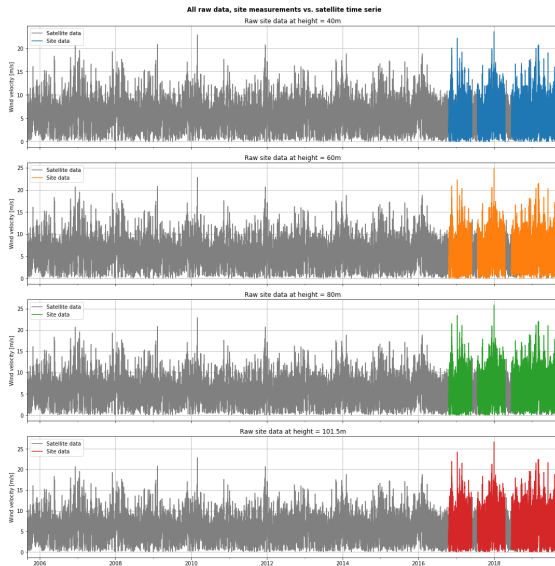 All raw data, site measurements vs. satellite time serie
Raw site data at height = 40m
Wind velocity [m/s]
Satellite data
Site data
20
15
10
5
0
Raw site data at height = 60m
Wind velocity [m/s]
Satellite data
Site data
25
20
15
10
5
0
Raw site data at height = 80m
Wind velocity [m/s]
Satellite data
Site data
25
20
15
10
5
0
Raw site data at height = 101.5m
Wind velocity [m/s]
Satellite data
Site data
25
20
15
10
5
0
2006 2008 2010 2012 2014 2016 2018